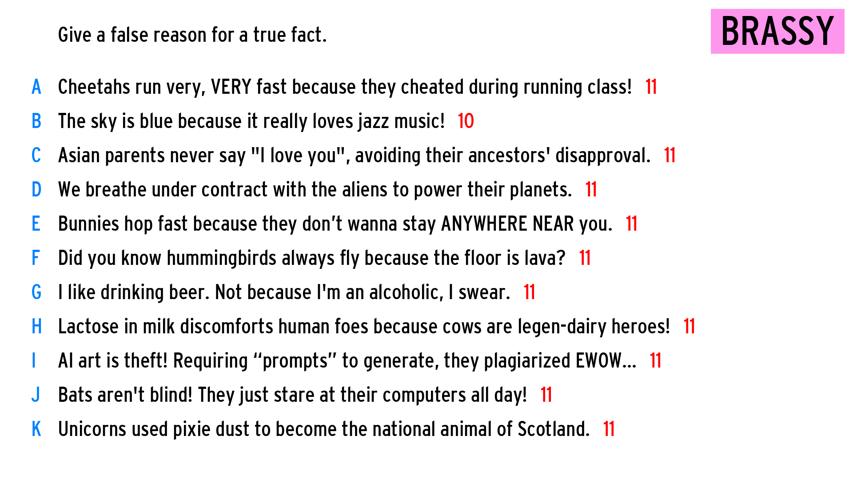 Give a false reason for a true fact.
BRASSY
A Cheetahs run very, VERY fast because they cheated during running class! 11
B The sky is blue because it really loves jazz music! 10
C Asian parents never say "I love you", avoiding their ancestors' disapproval. 11
D We breathe under contract with the aliens to power their planets. 11
E Bunnies hop fast because they don’t wanna stay ANYWHERE NEAR you. 11
F Did you know hummingbirds always fly because the floor is lava? 11
G I like drinking beer. Not because I'm an alcoholic, I swear. 11
H Lactose in milk discomforts human foes because cows are legen-dairy heroes! 11
I AI art is theft! Requiring “prompts” to generate, they plagiarized EWOW... 11
J Bats aren't blind! They just stare at their computers all day! 11
K Unicorns used pixie dust to become the national animal of Scotland. 11